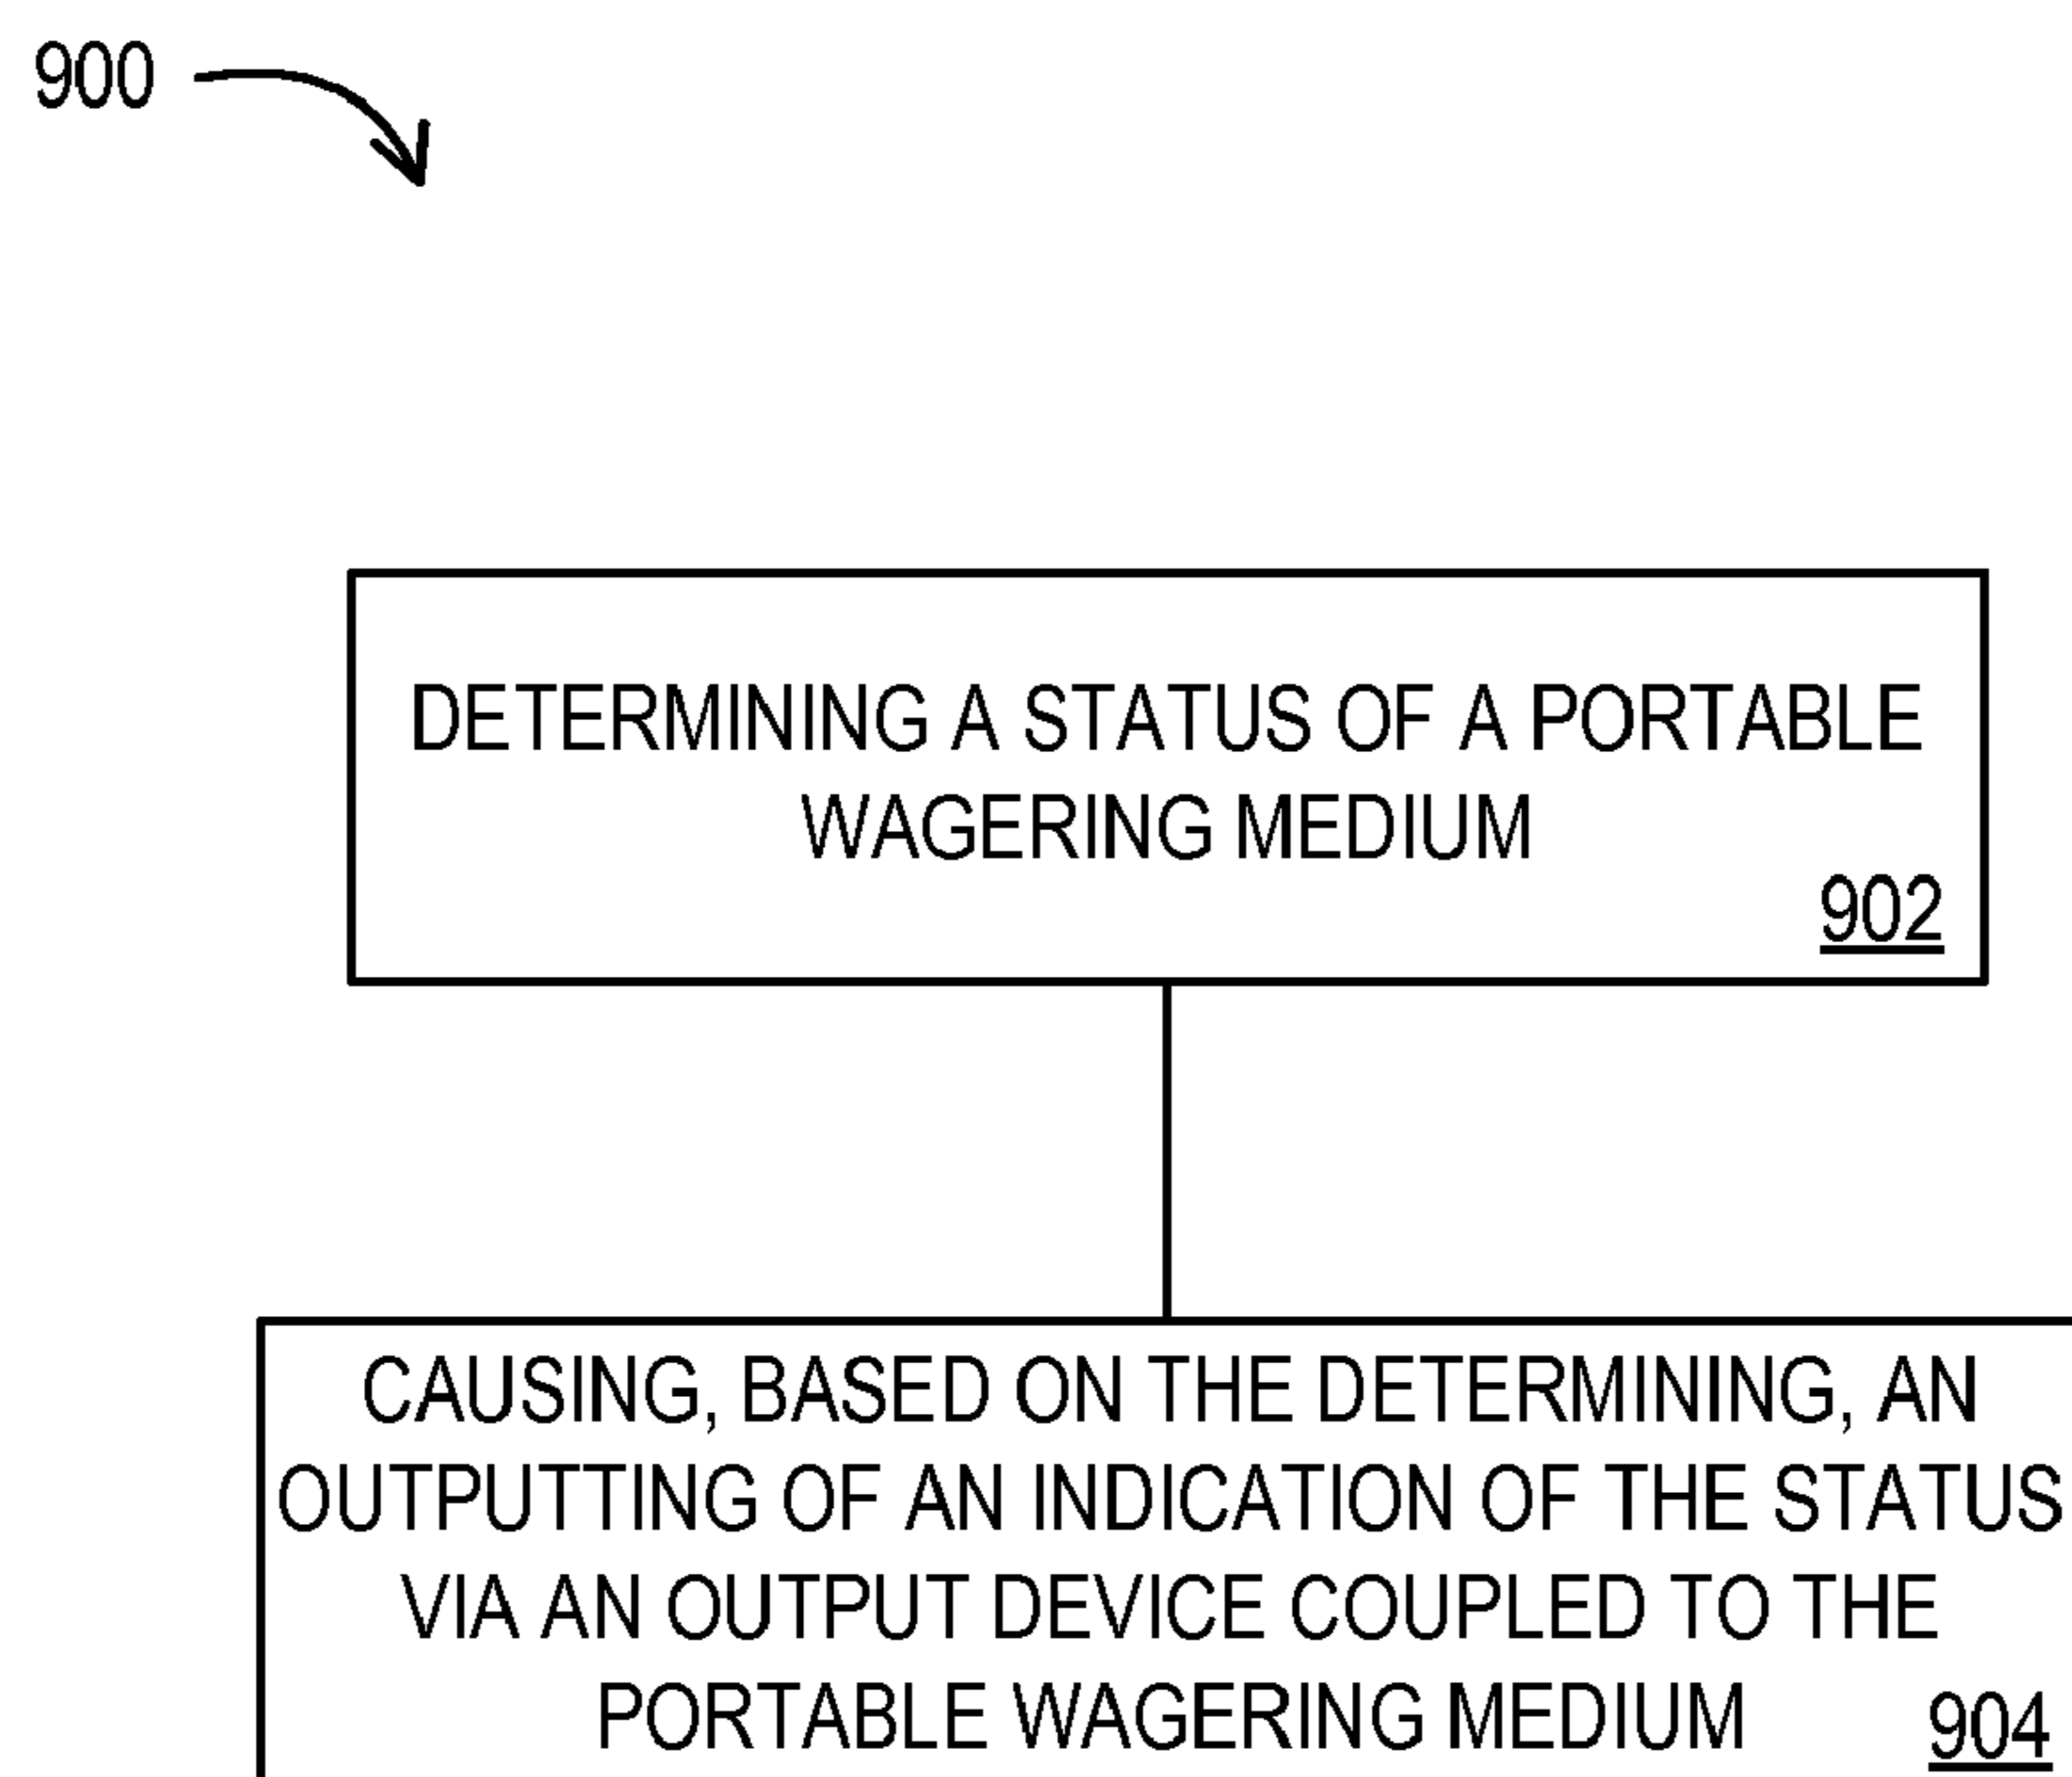 900
DETERMINING A STATUS OF A PORTABLE
WAGERING MEDIUM
902
CAUSING, BASED ON THE DETERMINING, AN
OUTPUTTING OF AN INDICATION OF THE STATUS
VIA AN OUTPUT DEVICE COUPLED TO THE
PORTABLE WAGERING MEDIUM
904